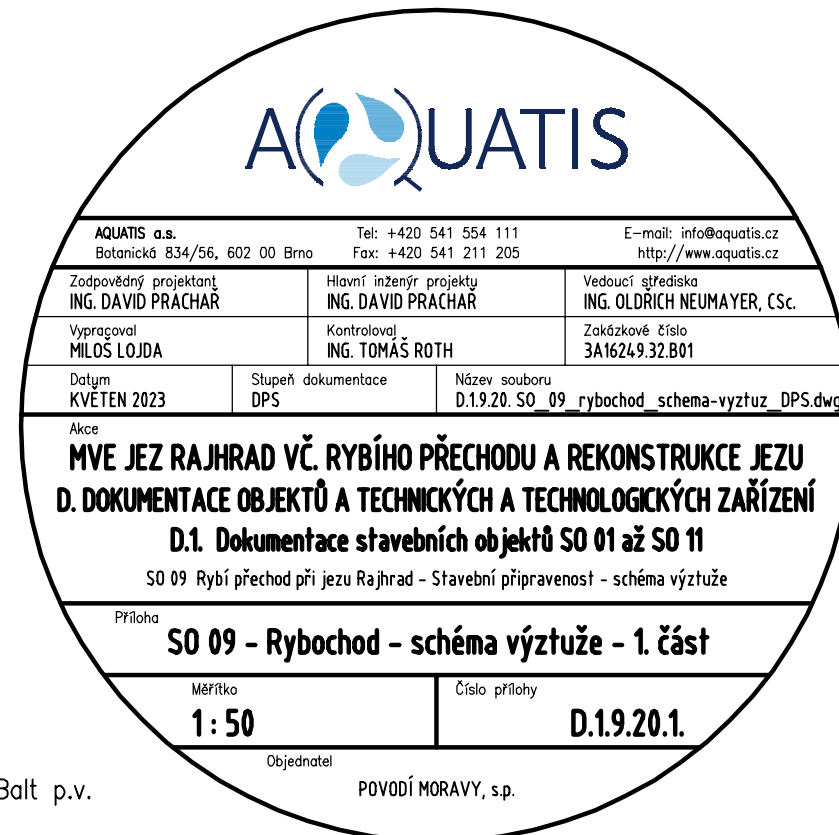 AQUATIS
AQUATIS a.s. Tel: +420 541 554 111 E-mail: info@aquatis.cz
Botanická 834/56, 602 00 Brno Fax: +420 541 211 205 http://www.aquatis.cz
Zodpovědný projektant Hlavní inženýr projektu Vedoucí střediska
ING. DAVID PRACHAŘ ING. DAVID PRACHAŘ ING. OLDŘICH NEUMAYER, CSc.
Vypracoval Kontroloval Zakázkové číslo
MILOŠ LOJDA ING. TOMÁŠ ROTH 3A16249.32.B01
Datum Stupeň dokumentace Název souboru
KVĚTEN 2023 DPS D.1.9.20. SO_09_rybochod_schema-vyztuz_DPS.dwg
Akce
MVE JEZ RAJHRAD VČ. RYBÍHO PŘECHODU A REKONSTRUKCE JEZU
D. DOKUMENTACE OBJEKTŮ A TECHNICKÝCH A TECHNOLOGICKÝCH ZAŘÍZENÍ
D.1. Dokumentace stavebních objektů SO 01 až SO 11
SO 09 Rybí přechod při jezu Rajhrad - Stavební připravenost - schéma výztuže
Příloha
SO 09 - Rybochod - schéma výztuže - 1. část
Měřítko Číslo přílohy
1 : 50 D.1.9.20.1.
Objednatel
Balt p.v. POVODÍ MORAVY, s.p.